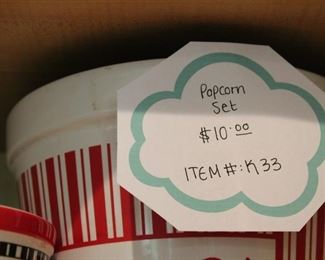 Popcorn
Set
$10.00
ITEM #: K33